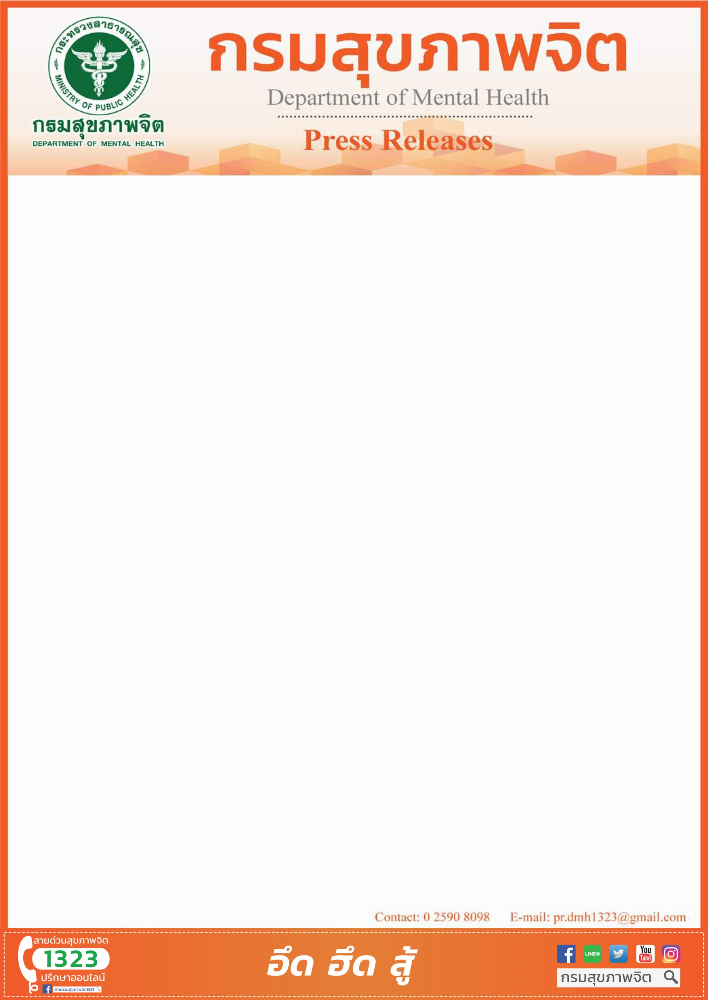 กระทรวงสาธารณสุข
MINISTRY OF PUBLIC HEALTH
กรมสุขภาพจิต
DEPARTMENT OF MENTAL HEALTH
กรมสุขภาพจิต
Department of Mental Health
Press Releases
Contact: 0 2590 8098 E-mail: pr.dmh1323@gmail.com
สายด่วนสุขภาพจิต
1323
ปรึกษาออนไลน์
สายด่วนสุขภาพจิต1323
อึด ฮึด สู้
LINE@
You
Tube
กรมสุขภาพจิต